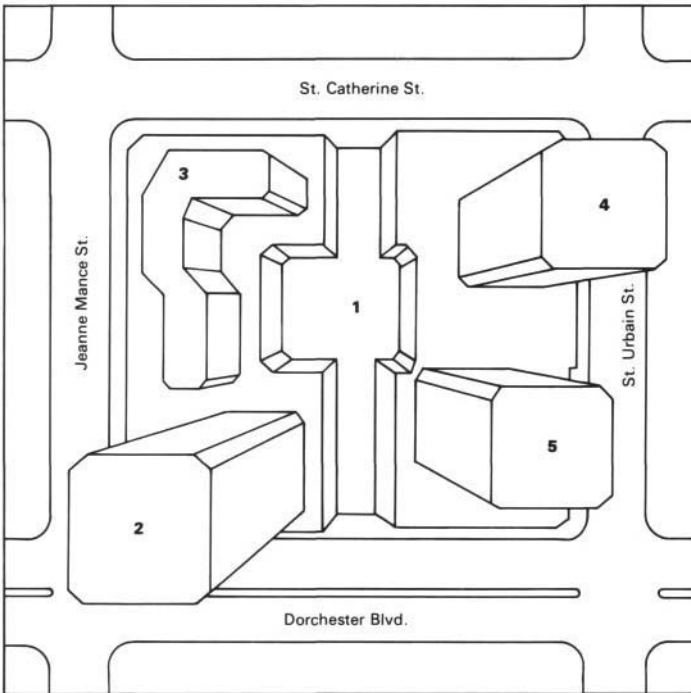 St. Catherine St.
3
4
Jeanne Mance St.
1
St. Urbain St.
5
2
Dorchester Blvd.